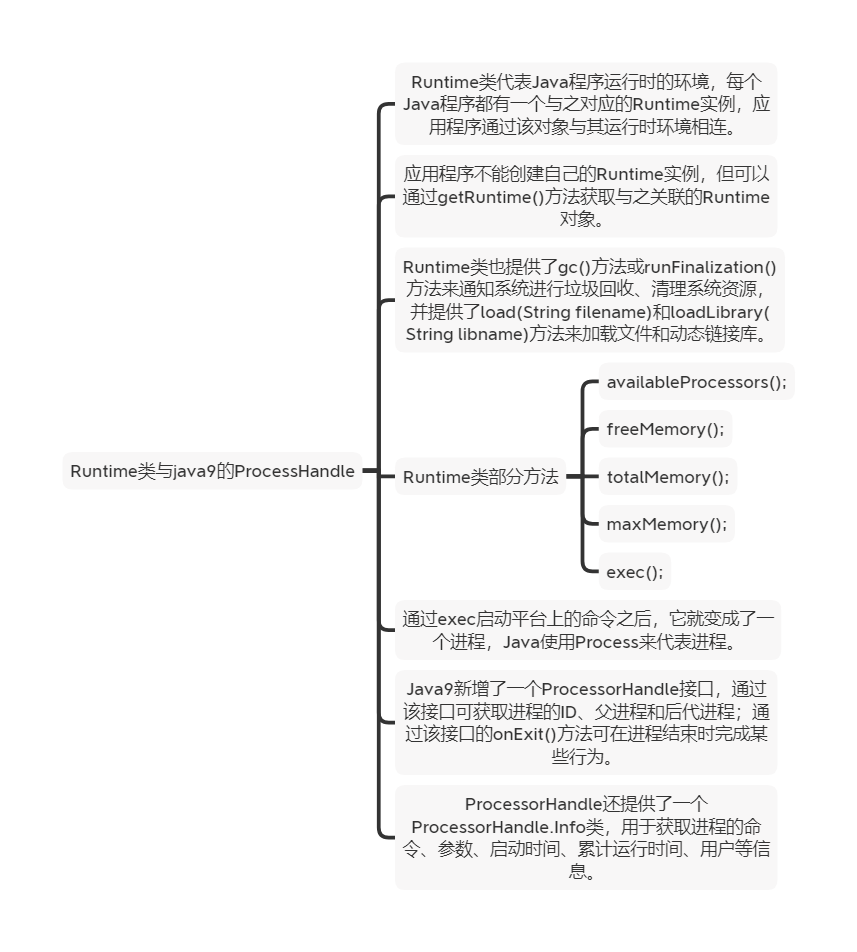 Runtime类与java9的ProcessHandle
Runtime类代表Java程序运行时的环境，每个
Java程序都有一个与之对应的Runtime实例，应
用程序通过该对象与其运行时环境相连。
应用程序不能创建自己的Runtime实例，但可以
通过getRuntime()方法获取与之关联的Runtime
对象。
Runtime类也提供了gc()方法或runFinalization()
方法来通知系统进行垃圾回收、清理系统资源，
并提供了load(String filename)和loadLibrary(
String libname)方法来加载文件和动态链接库。
Runtime类部分方法
availableProcessors();
freeMemory();
totalMemory();
maxMemory();
exec();
通过exec启动平台上的命令之后，它就变成了一
个进程，Java使用Process来代表进程。
Java9新增了一个ProcessorHandle接口，通过
该接口可获取进程的ID、父进程和后代进程；通
过该接口的onExit()方法可在进程结束时完成某
些行为。
ProcessorHandle还提供了一个
ProcessorHandle.Info类，用于获取进程的命
令、参数、启动时间、累计运行时间、用户等信
息。